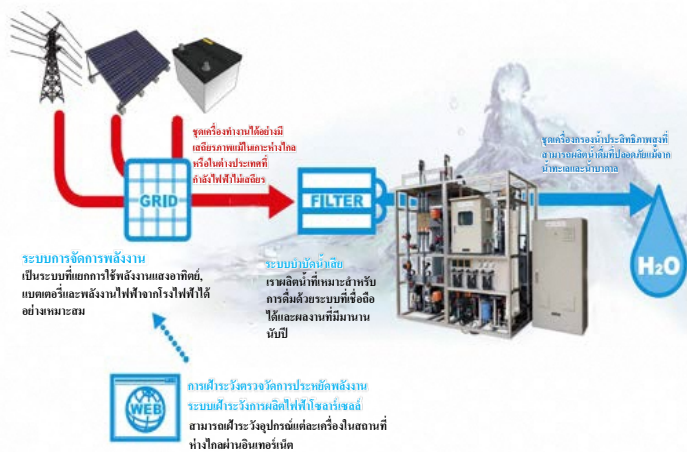 ชุดเครื่องทำงานได้อย่างมี
เสถียรภาพแม้ในเกาะห่างไกล
หรือในต่างประเทศที่
กำลังไฟฟ้าไม่เสถียร
ชุดเครื่องกรองน้ำประสิทธิภาพสูงที่
สามารถผลิตน้ำดื่มที่ปลอดภัยแม้จาก
น้ำทะเลและน้ำบาดาล
GRID
FILTER
H₂O
ระบบการจัดการพลังงาน
เป็นระบบที่แยกการใช้พลังงานแสงอาทิตย์,
แบตเตอรี่และพลังงานไฟฟ้าจากโรงไฟฟ้าได้
อย่างเหมาะสม
ระบบบำบัดน้ำเสีย
เราผลิตน้ำที่เหมาะสำหรับ
การดื่มด้วยระบบที่เชื่อถือ
ได้และผลงานที่มีมานาน
นับปี
WEB
การเฝ้าระวังตรวจวัดการประหยัดพลังงาน
ระบบเฝ้าระวังการผลิตไฟฟ้าโซลาร์เซลล์
สามารถเฝ้าระวังอุปกรณ์แต่ละเครื่องในสถานที่
ห่างไกลผ่านอินเทอร์เน็ต